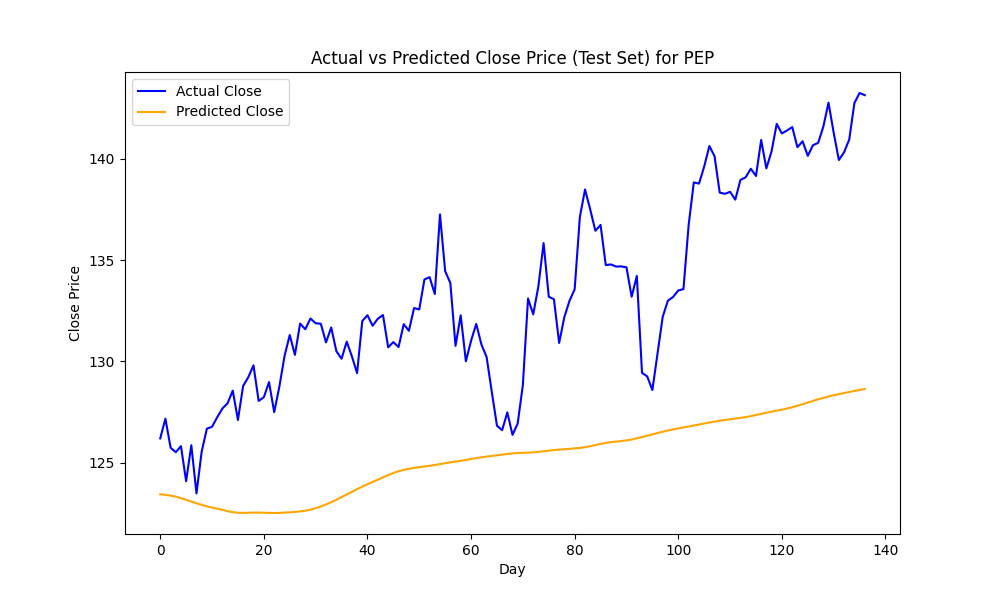 Actual vs Predicted Close Price (Test Set) for PEP
Actual Close
Predicted Close
Close Price
140
135
130
125
0 20 40 60 80 100 120 140
Day